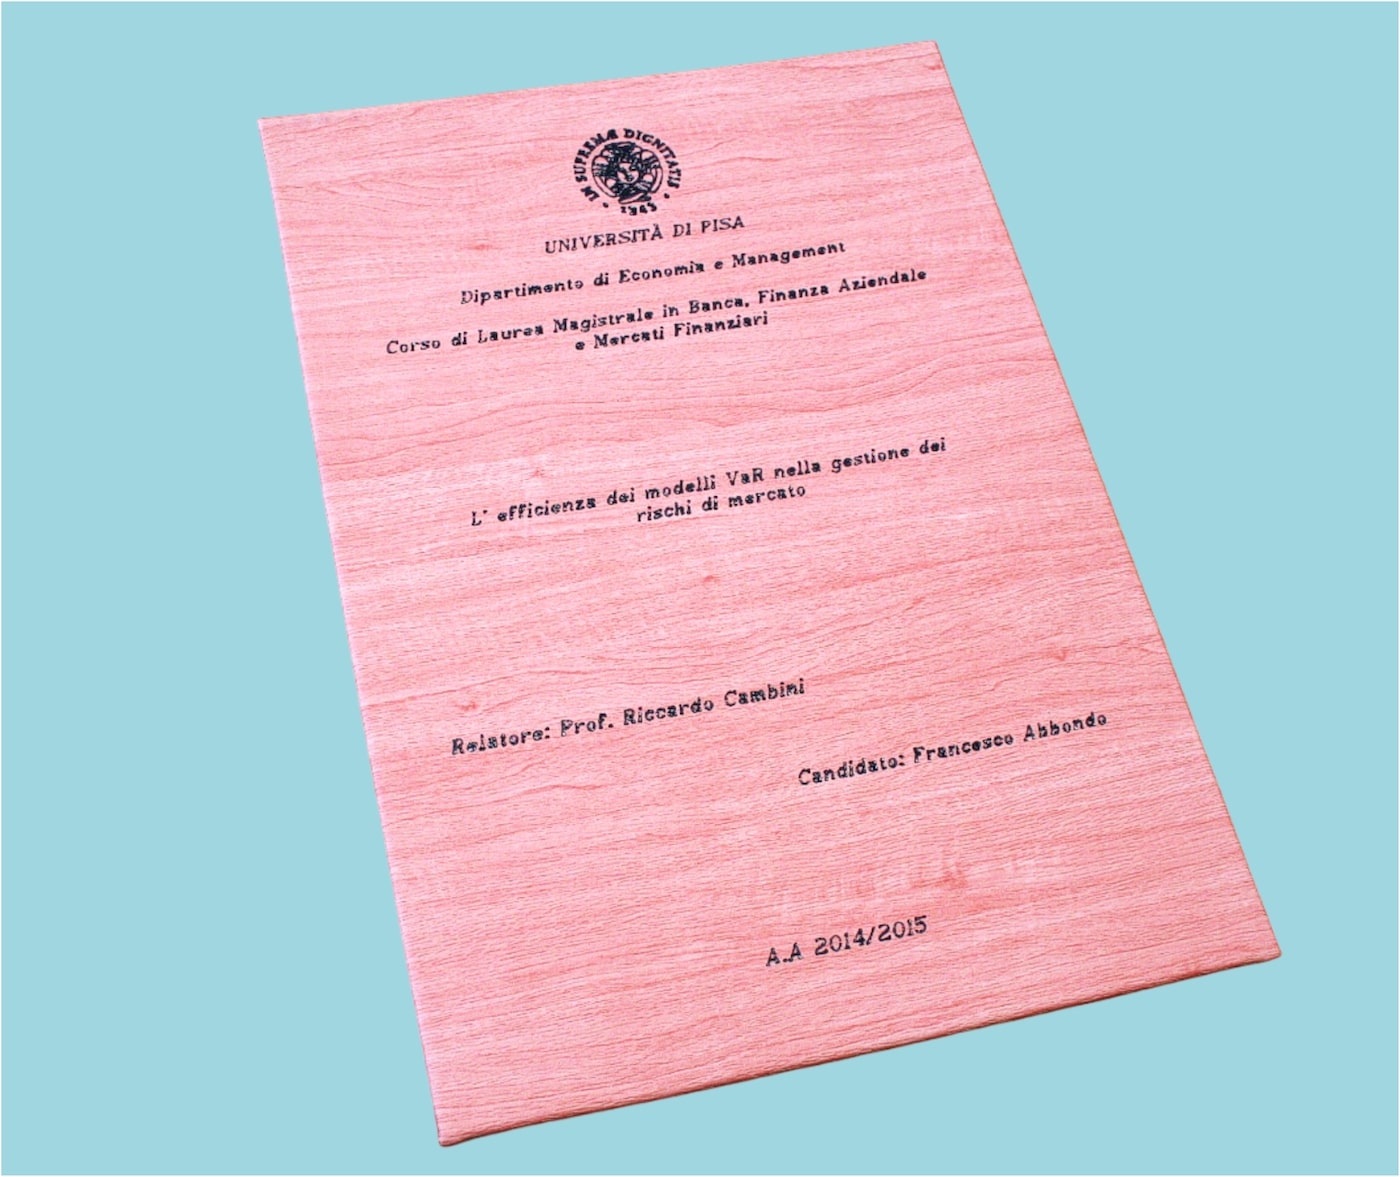 IN SUPREMÆ DIGNITATIS
1343
UNIVERSITÀ DI PISA
Dipartimento di Economia e Management
Corso di Laurea Magistrale in Banca, Finanza Aziendale
e Mercati Finanziari
L' efficienza dei modelli VaR nella gestione dei
rischi di mercato
Relatore: Prof. Riccardo Cambini
Candidato: Francesco Abbondo
A.A 2014/2015